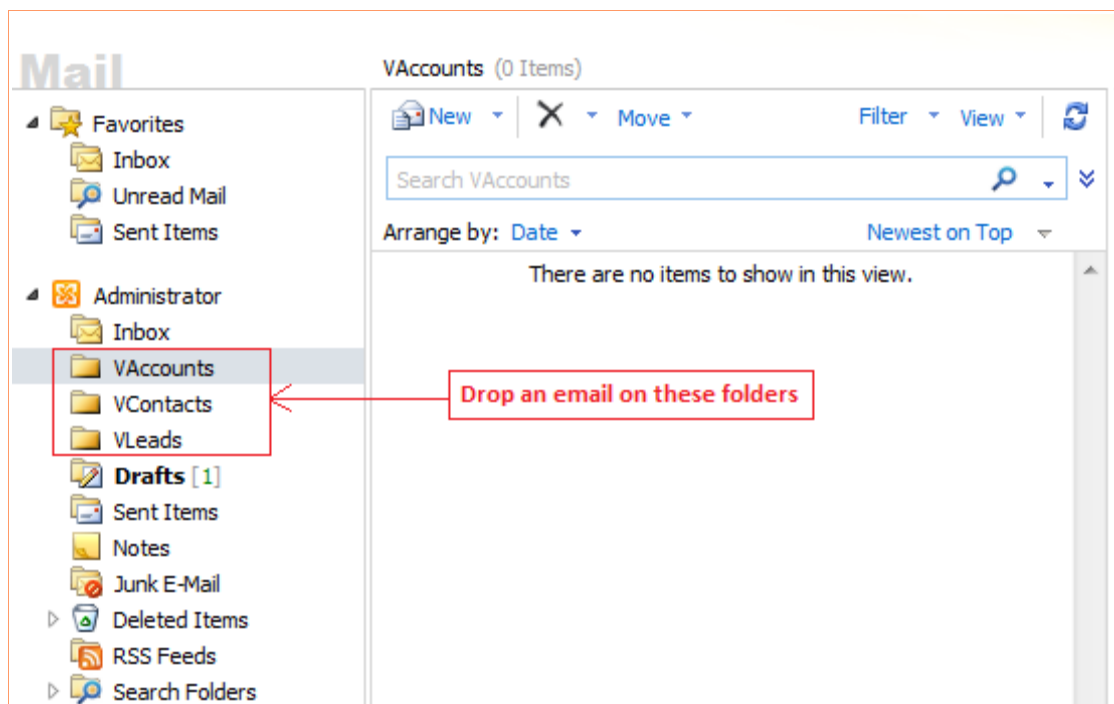 Mail
Favorites
Inbox
Unread Mail
Sent Items
Administrator
Inbox
VAccounts
VContacts
VLeads
Drafts [1]
Sent Items
Notes
Junk E-Mail
Deleted Items
RSS Feeds
Search Folders
VAccounts (0 Items)
New Move Filter View
Search VAccounts
Arrange by: Date Newest on Top
There are no items to show in this view.
Drop an email on these folders